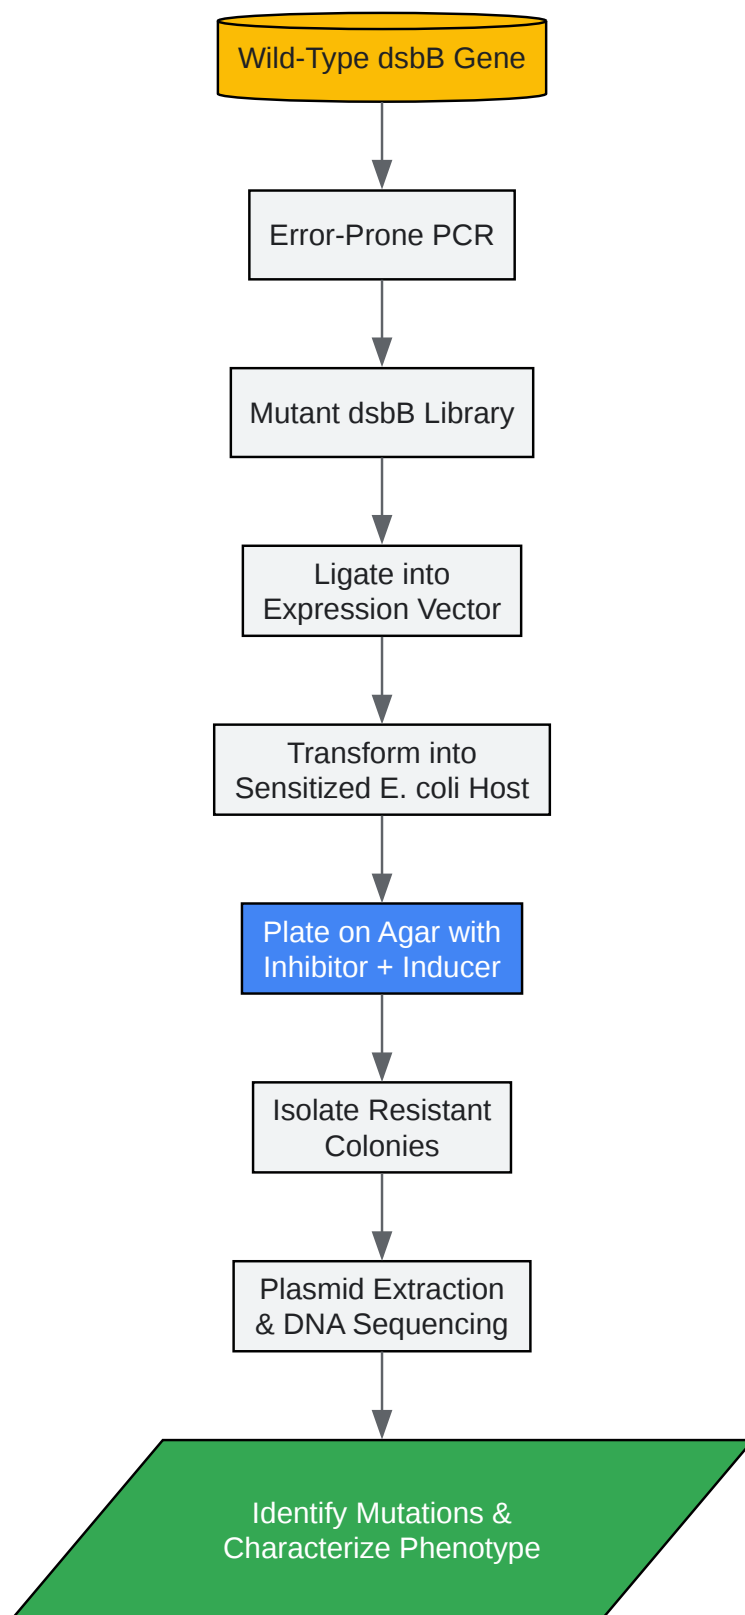 Wild-Type dsbB Gene
Error-Prone PCR
Mutant dsbB Library
Ligate into
Expression Vector
Transform into
Sensitized E. coli Host
Plate on Agar with
Inhibitor + Inducer
Isolate Resistant
Colonies
Plasmid Extraction
& DNA Sequencing
Identify Mutations &
Characterize Phenotype